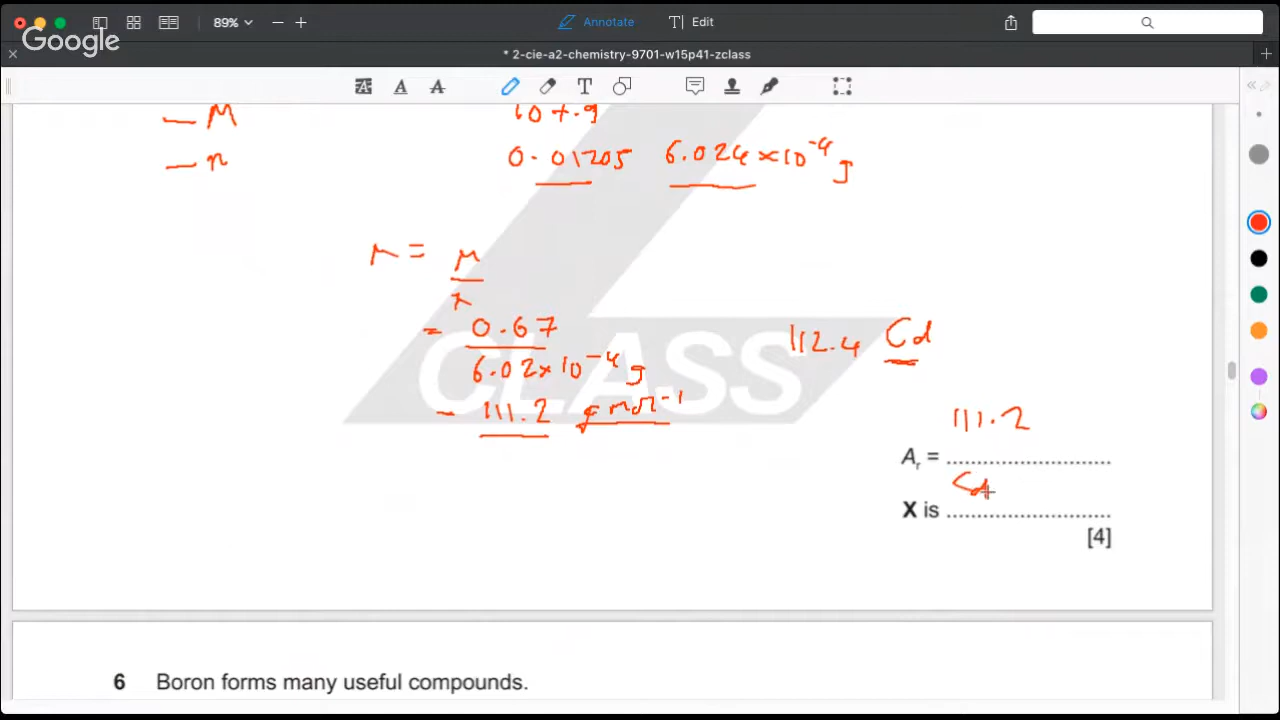 89%
Annotate
Edit
Google
* 2-cie-a2-chemistry-9701-w15p41-zclass
A A A T
— M 107.9
— n 0.01205 6.024×10⁻⁴ g
= 0.67
6.02×10⁻⁴ g
112.4 Cd
CLASS
= 111.2 g mol⁻¹
111.2
Aᵣ = ............................
Cd
X is ............................
[4]
6 Boron forms many useful compounds.